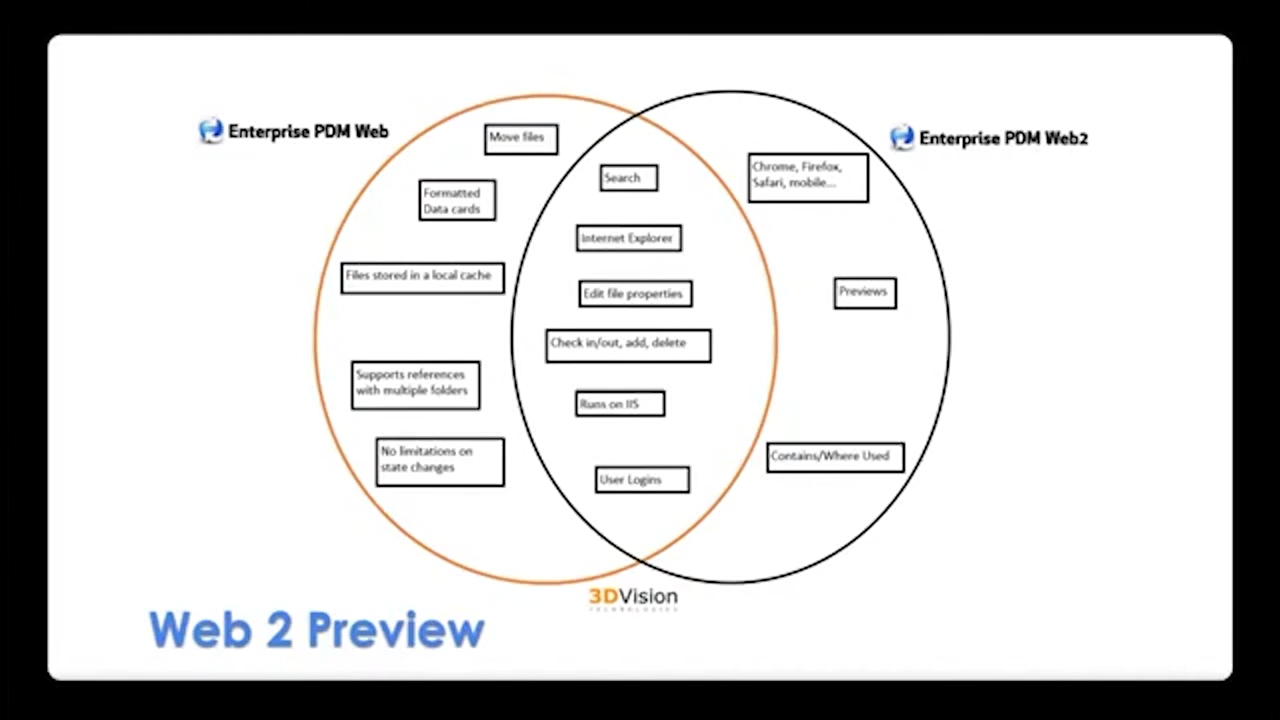 Enterprise PDM Web
Move files
Formatted
Data cards
Files stored in a local cache
Supports references
with multiple folders
No limitations on
state changes
Search
Internet Explorer
Edit file properties
Check in/out, add, delete
Runs on IIS
User Logins
Enterprise PDM Web2
Chrome, Firefox,
Safari, mobile...
Previews
Contains/Where Used
3DVision
TECHNOLOGIES
Web 2 Preview